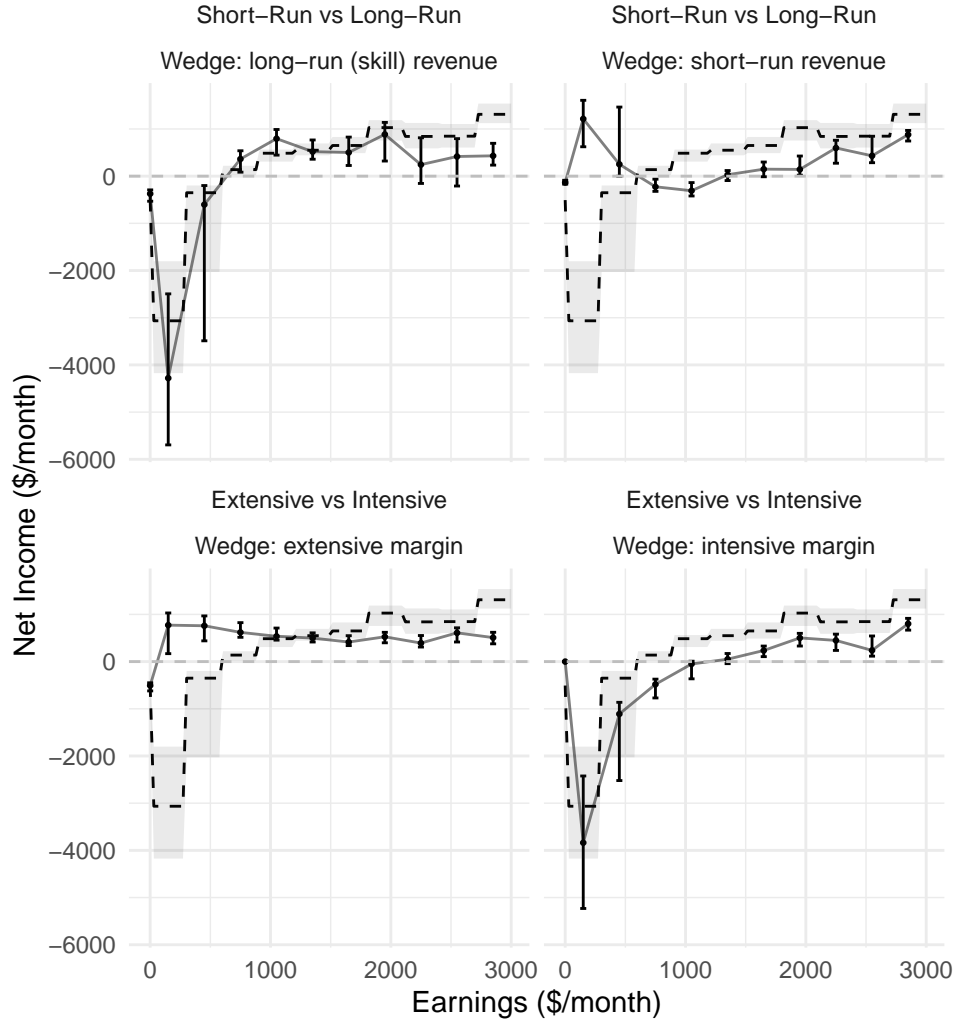 Short−Run vs Long−Run
Wedge: long−run (skill) revenue
Short−Run vs Long−Run
Wedge: short−run revenue
0
−2000
−4000
−6000
Extensive vs Intensive
Wedge: extensive margin
Extensive vs Intensive
Wedge: intensive margin
0
−2000
−4000
−6000
0 1000 2000 3000
0 1000 2000 3000
Net Income ($/month)
Earnings ($/month)